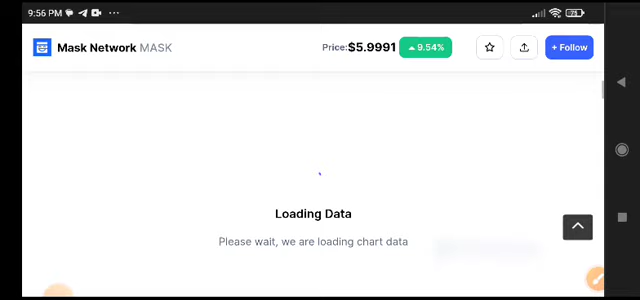 9:56 PM
71
Mask Network MASK
Price:$5.9991
9.54%
+ Follow
Loading Data
Please wait, we are loading chart data